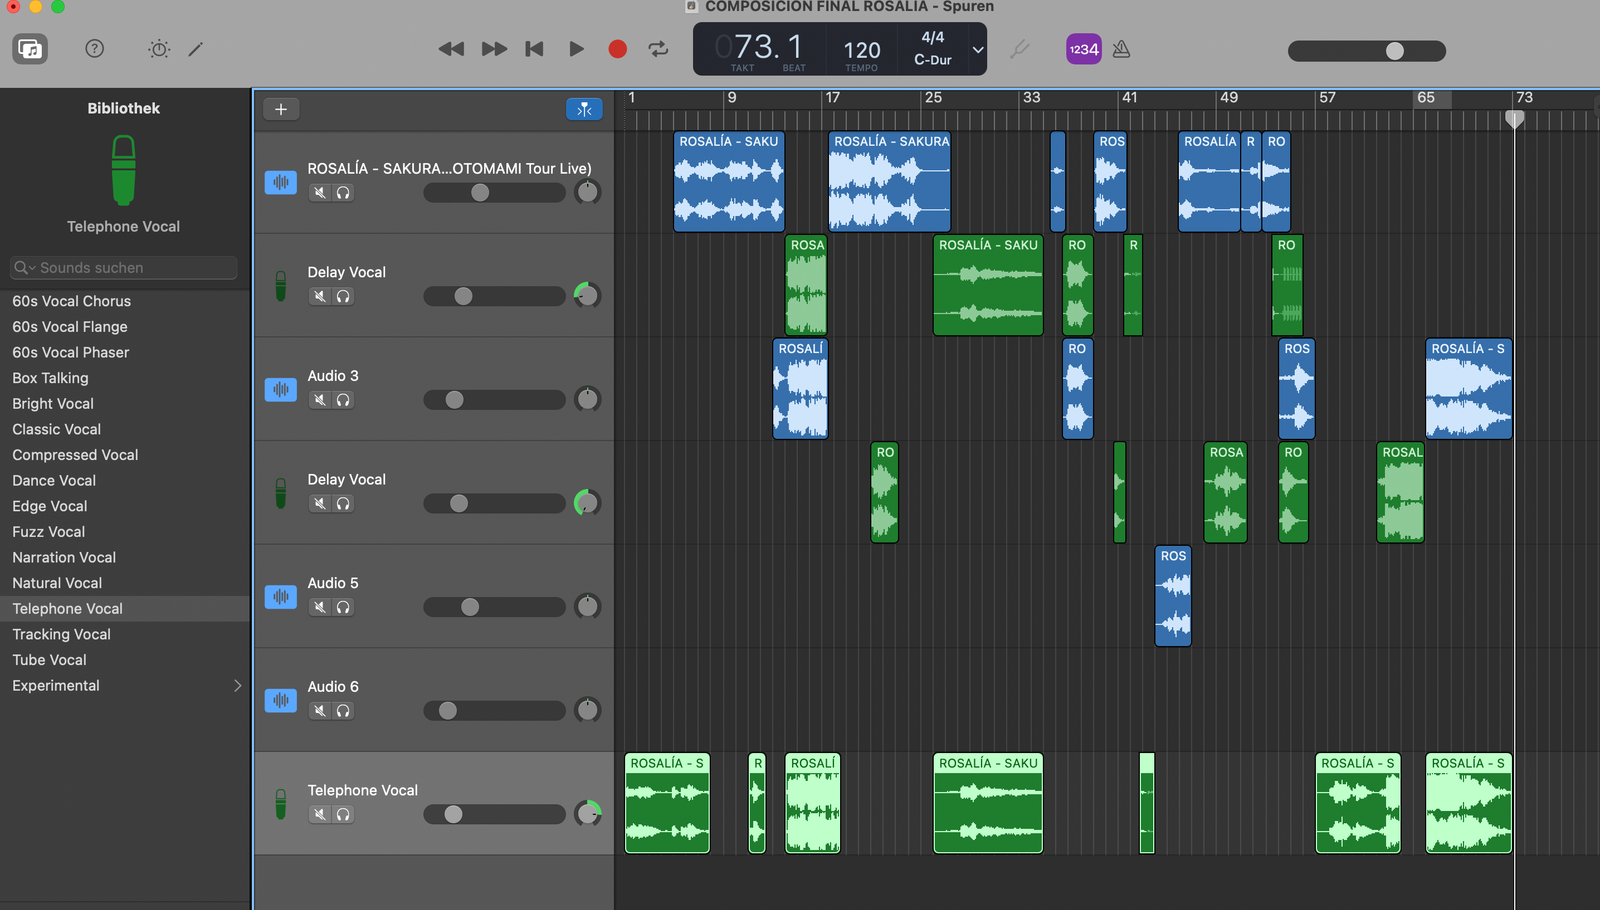 COMPOSICION FINAL ROSALIA - Spuren
073. 1
TAKT BEAT
120
TEMPO
4/4
C-Dur
1234
Bibliothek
Telephone Vocal
Sounds suchen
60s Vocal Chorus
60s Vocal Flange
60s Vocal Phaser
Box Talking
Bright Vocal
Classic Vocal
Compressed Vocal
Dance Vocal
Edge Vocal
Fuzz Vocal
Narration Vocal
Natural Vocal
Telephone Vocal
Tracking Vocal
Tube Vocal
Experimental
1 9 17 25 33 41 49 57 65 73
ROSALÍA - SAKURA...OTOMAMI Tour Live)
ROSALÍA - SAKU ROSALÍA - SAKURA ROS ROSALÍA R RO
Delay Vocal
ROSA ROSALÍA - SAKU RO R RO
Audio 3
ROSALÍ RO ROS ROSALÍA - S
Delay Vocal
RO ROSA RO ROSAL
Audio 5
ROS
Audio 6
Telephone Vocal
ROSALÍA - S R ROSALÍ ROSALÍA - SAKU ROSALÍA - S ROSALÍA - S